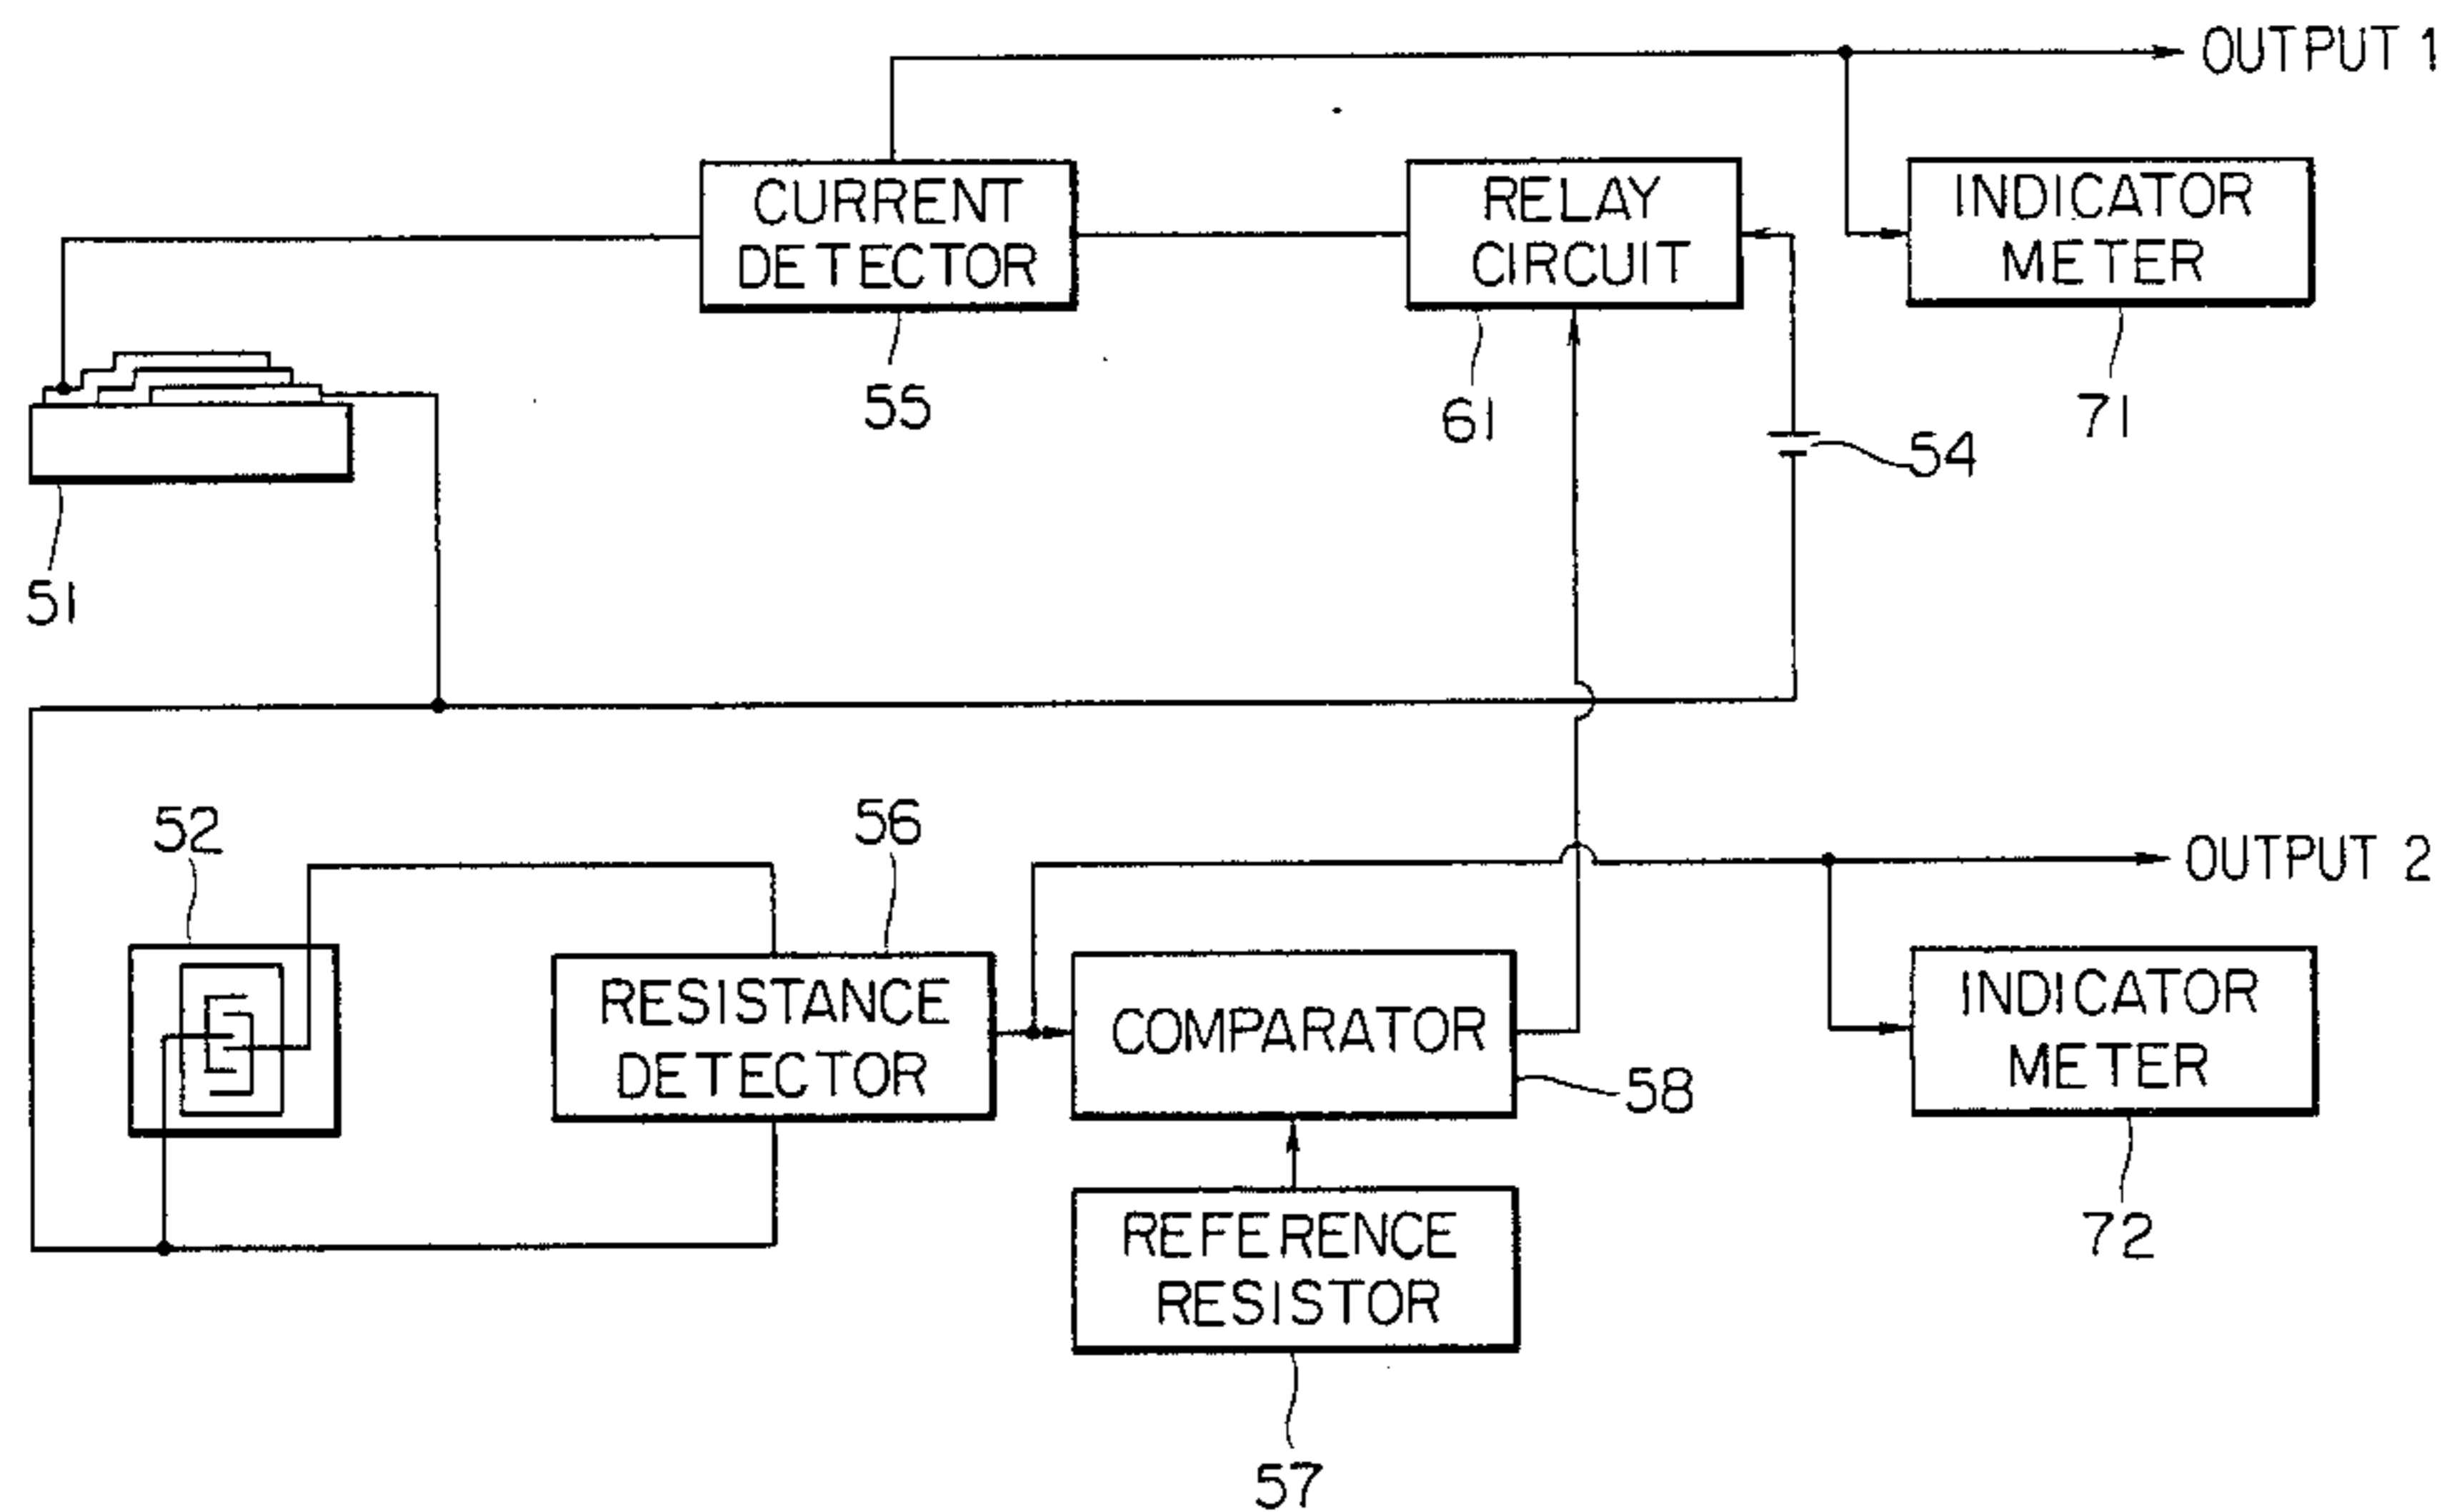 OUTPUT 1
CURRENT
DETECTOR
RELAY
CIRCUIT
INDICATOR
METER
55
61
71
54
51
52
56
OUTPUT 2
RESISTANCE
DETECTOR
COMPARATOR
INDICATOR
METER
58
REFERENCE
RESISTOR
72
57